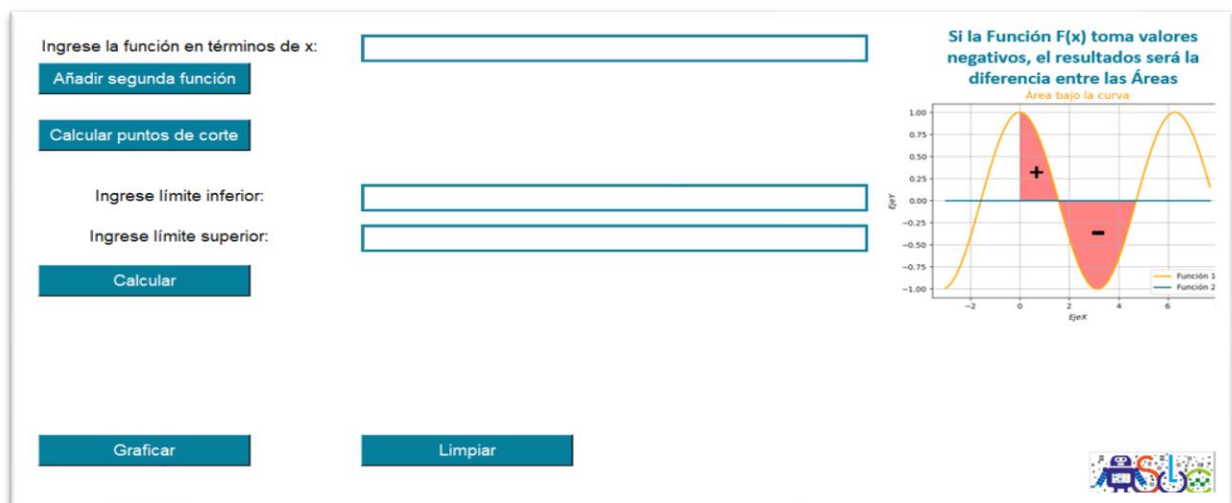 Ingrese la función en términos de x:
Añadir segunda función
Calcular puntos de corte
Ingrese límite inferior:
Ingrese límite superior:
Calcular
Graficar
Limpiar
Si la Función F(x) toma valores
negativos, el resultados será la
diferencia entre las Áreas
Área bajo la curva
1.00
0.75
0.50
0.25
0.00
−0.25
−0.50
−0.75
−1.00
EjeY
+
-
Función 1
Función 2
−2 0 2 4 6
EjeX